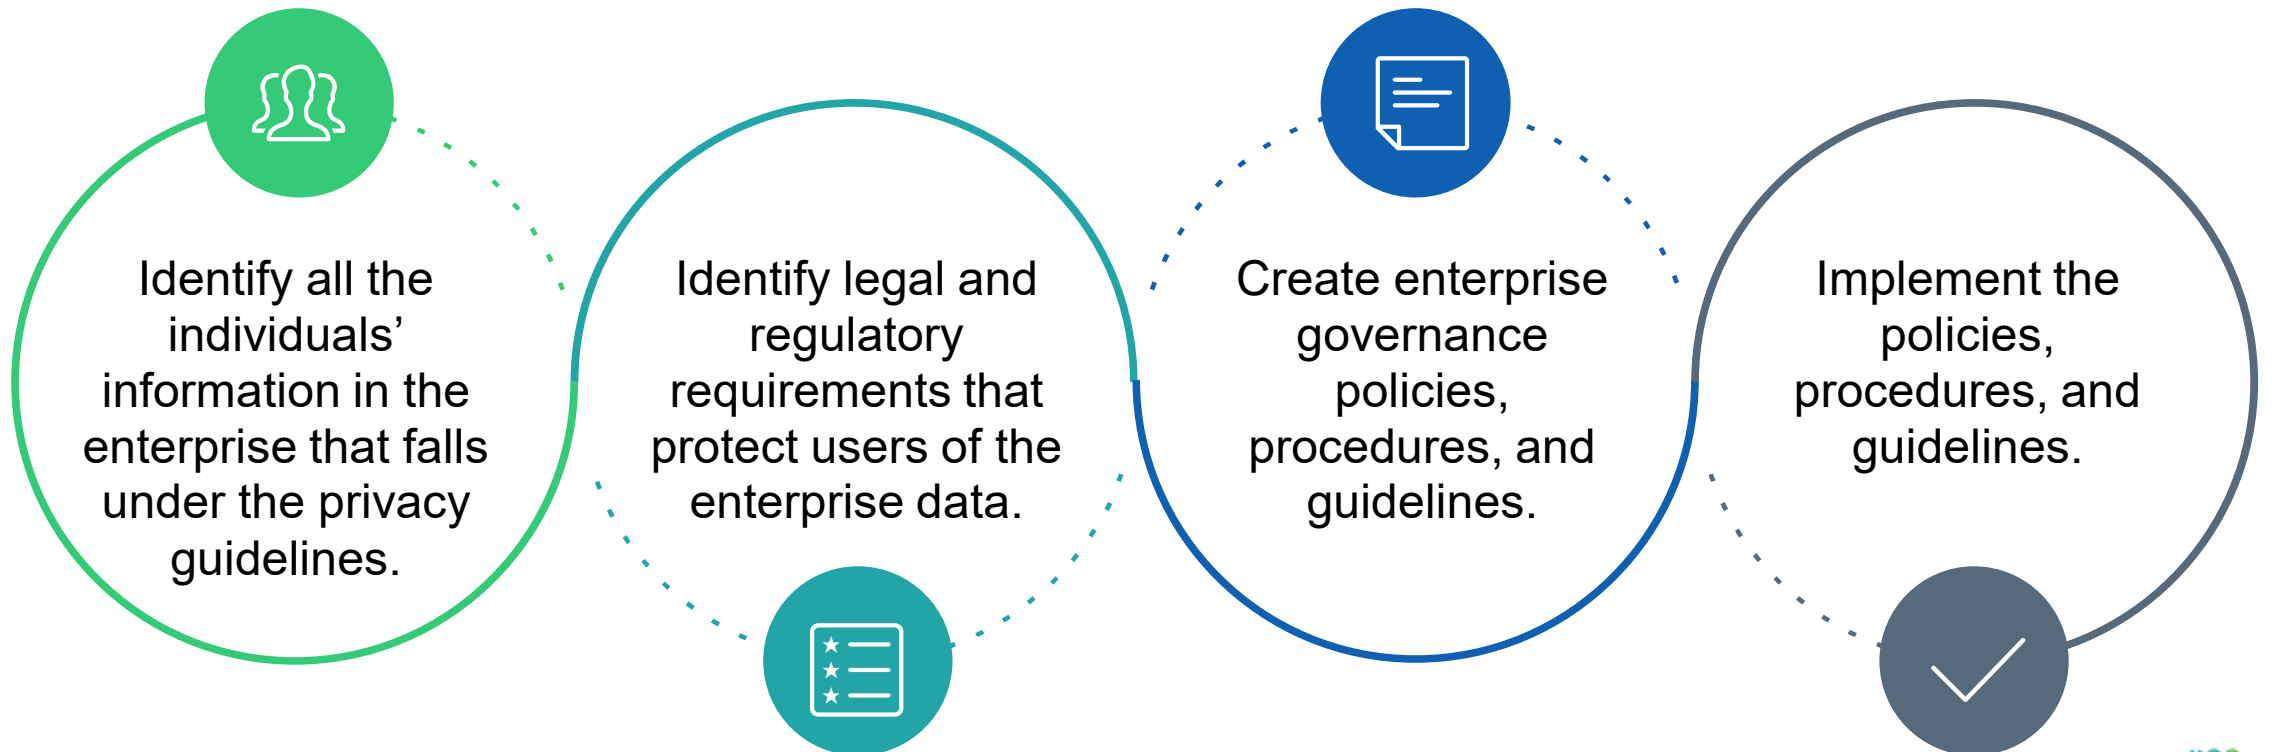 Identify all the
individuals’
information in the
enterprise that falls
under the privacy
guidelines.
Identify legal and
regulatory
requirements that
protect users of the
enterprise data.
Create enterprise
governance
policies,
procedures, and
guidelines.
Implement the
policies,
procedures, and
guidelines.